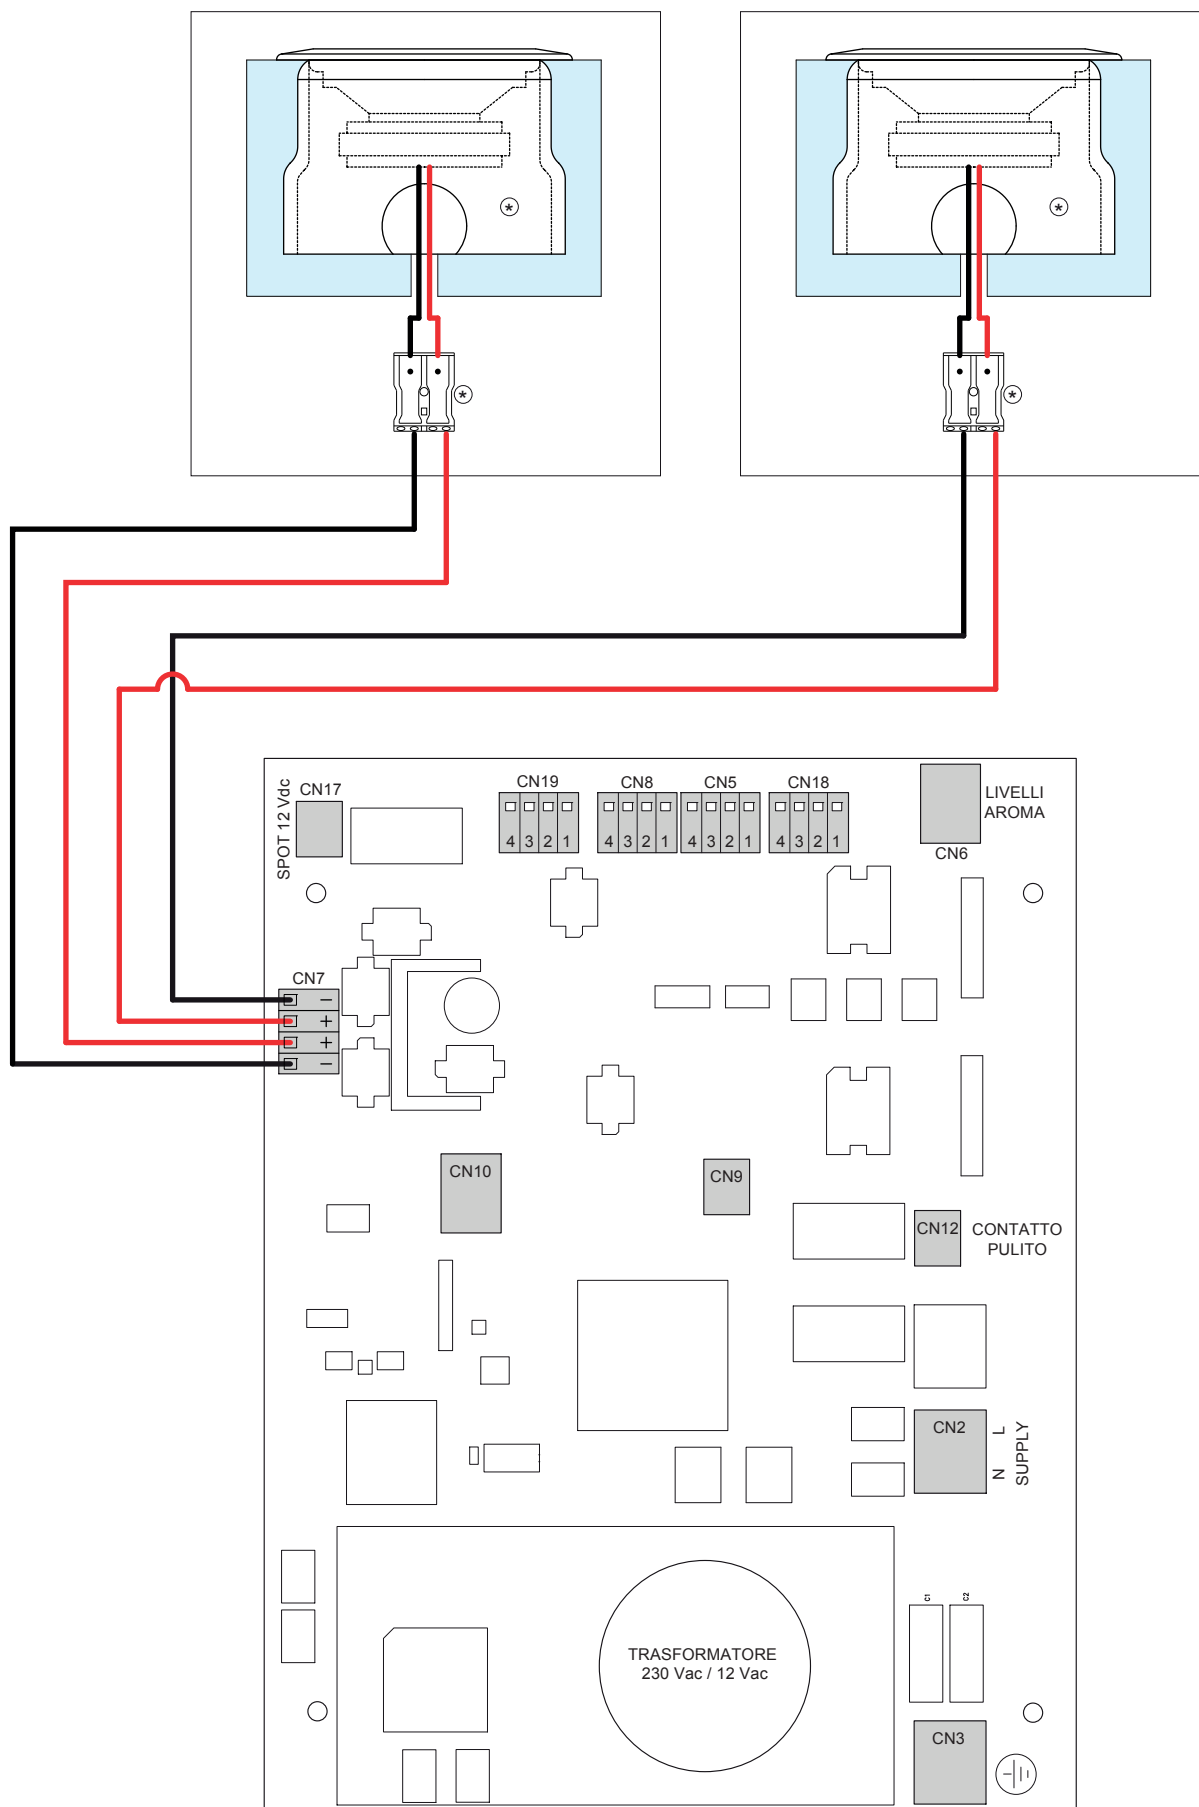 *
*
*
*
SPOT 12 Vdc
CN17
CN19
4 3 2 1
CN8
4 3 2 1
CN5
4 3 2 1
CN18
4 3 2 1
LIVELLI
AROMA
CN6
CN7
−
+
+
−
CN10
CN9
CN12
CONTATTO
PULITO
CN2
L
N
SUPPLY
C1
C2
TRASFORMATORE
230 Vac / 12 Vac
CN3